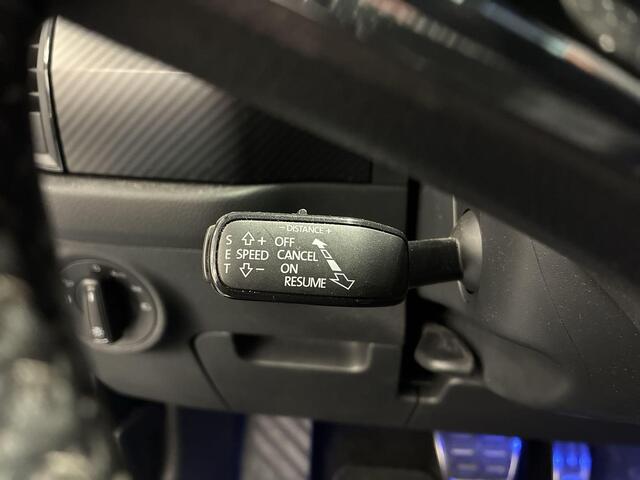 – DISTANCE +
S + OFF
E SPEED CANCEL
T – ON
RESUME